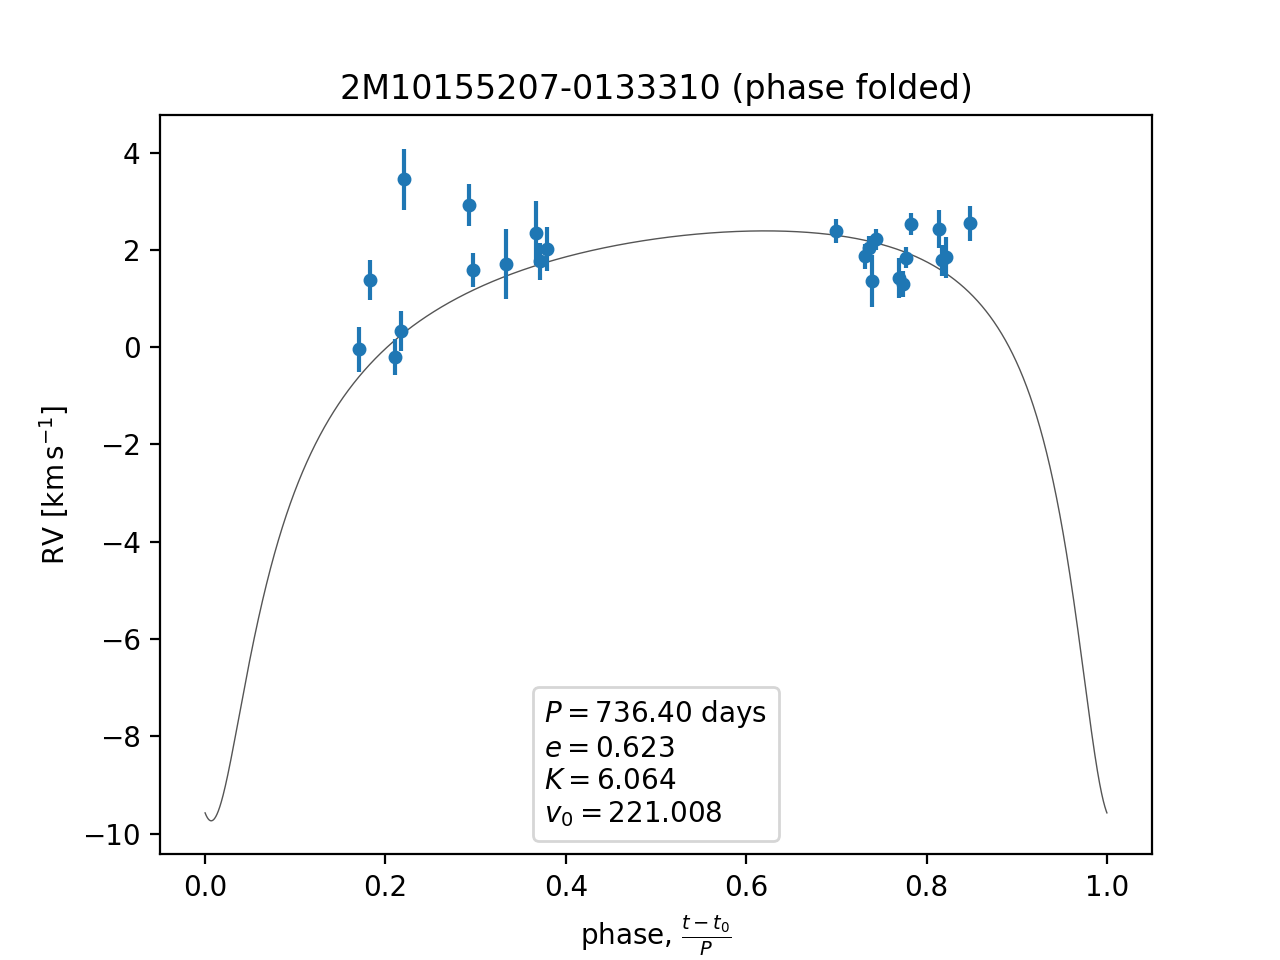 2M10155207-0133310 (phase folded)
4
2
0
−2
−4
−6
−8
−10
RV [km s⁻¹]
P = 736.40 days
e = 0.623
K = 6.064
v₀ = 221.008
0.0 0.2 0.4 0.6 0.8 1.0
phase, (t − t₀)/P